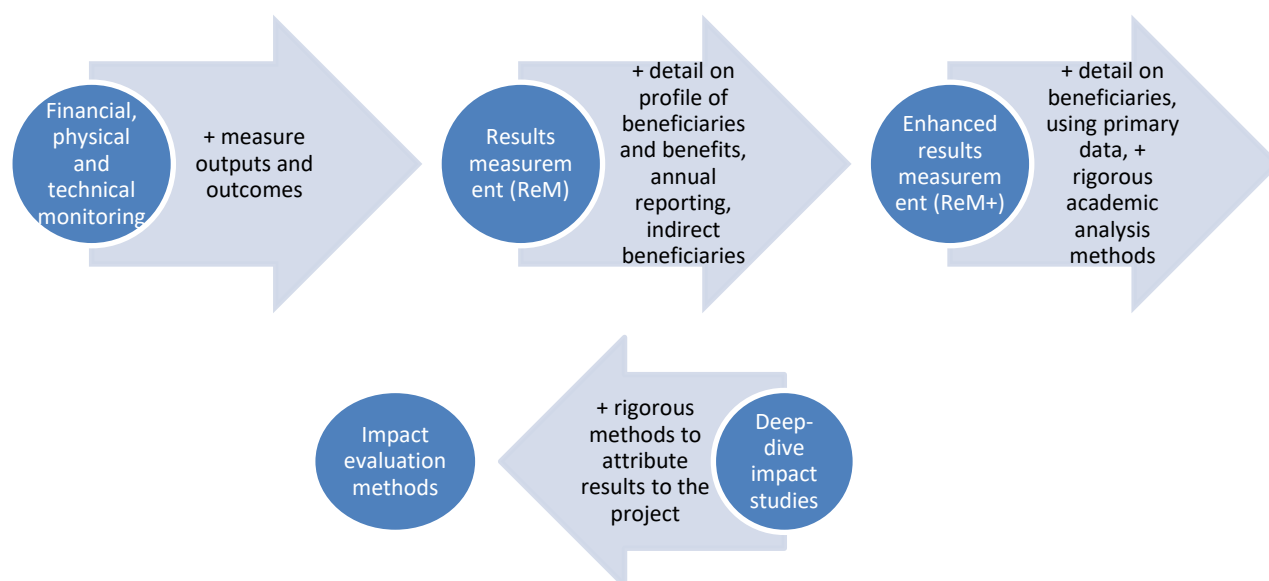 Financial,
physical
and
technical
monitoring
+ measure
outputs and
outcomes
Results
measurem
ent (ReM)
+ detail on
profile of
beneficiaries
and benefits,
annual
reporting,
indirect
beneficiaries
Enhanced
results
measurem
ent (ReM+)
+ detail on
beneficiaries,
using primary
data, +
rigorous
academic
analysis
methods
Deep-
dive
impact
studies
+ rigorous
methods to
attribute
results to the
project
Impact
evaluation
methods